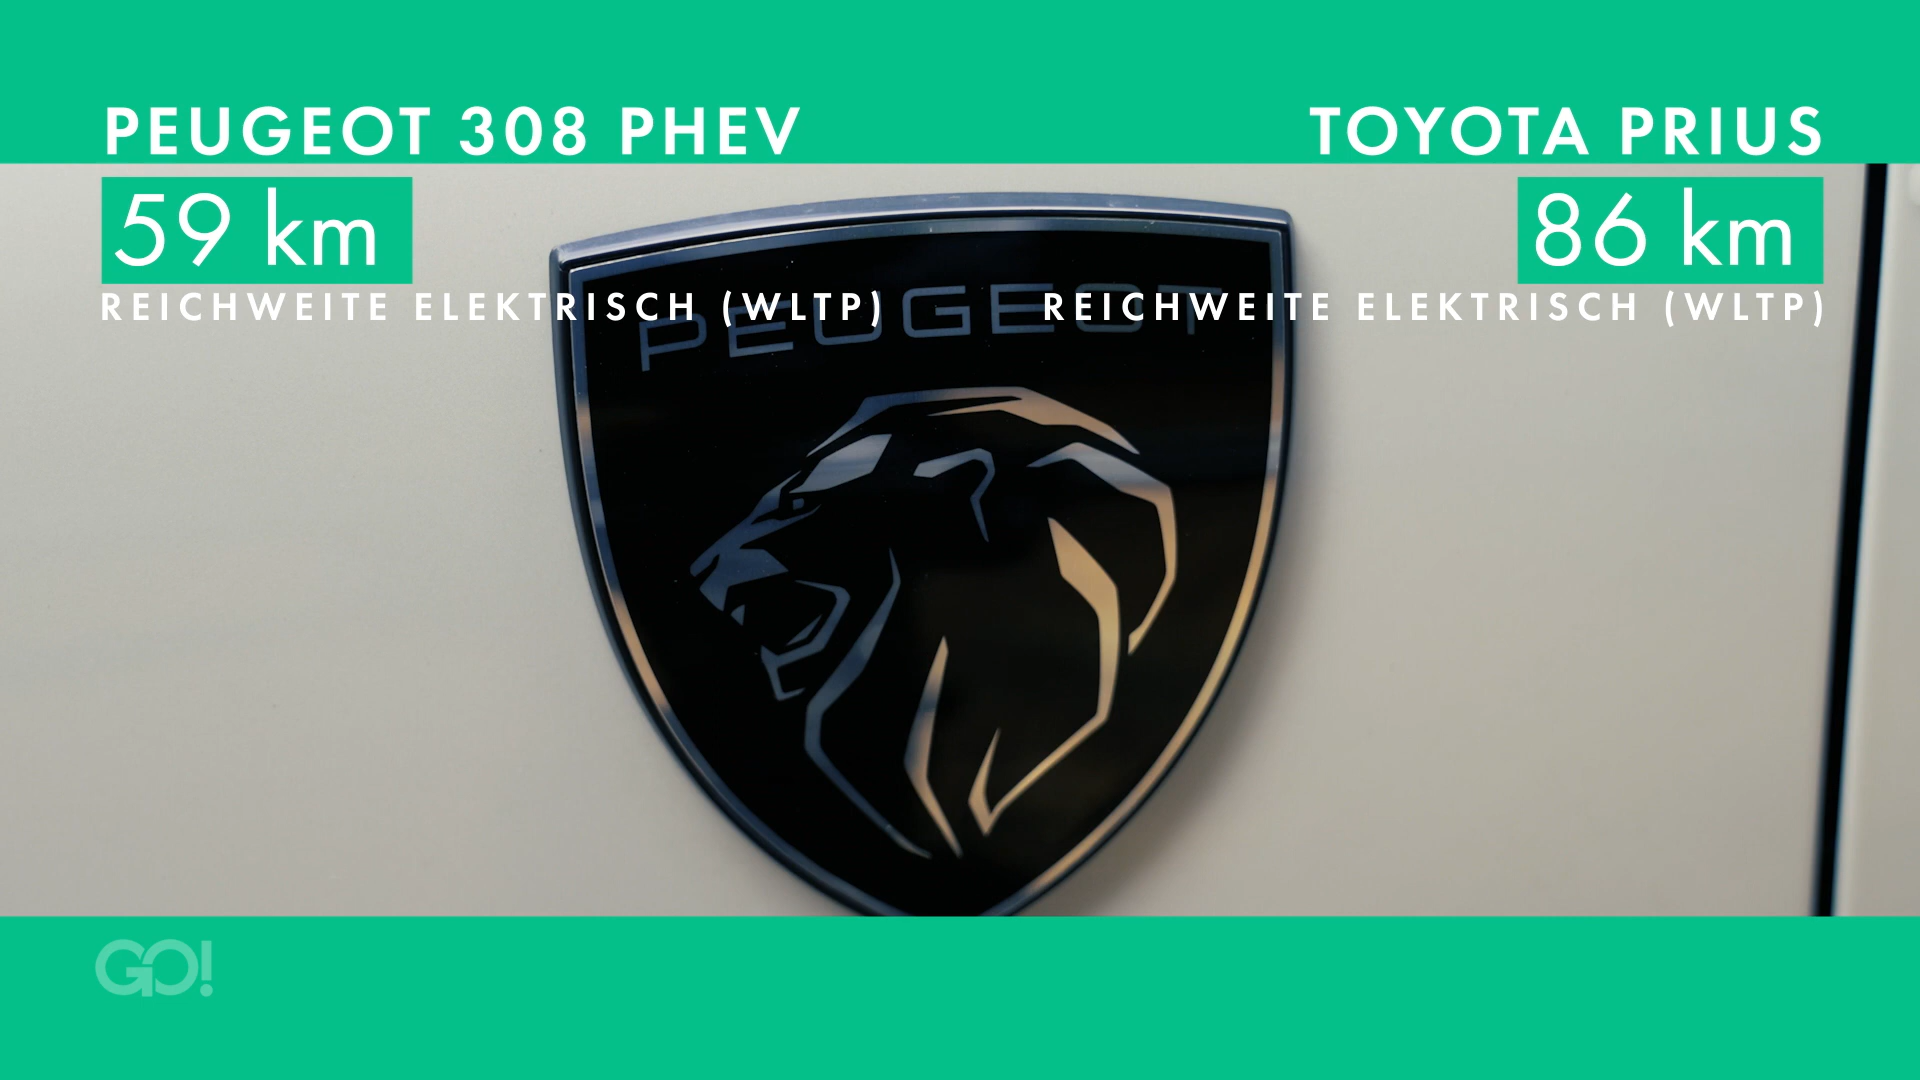 PEUGEOT 308 PHEV
59 km
REICHWEITE ELEKTRISCH (WLTP)
TOYOTA PRIUS
86 km
REICHWEITE ELEKTRISCH (WLTP)
PEUGEOT
GO!